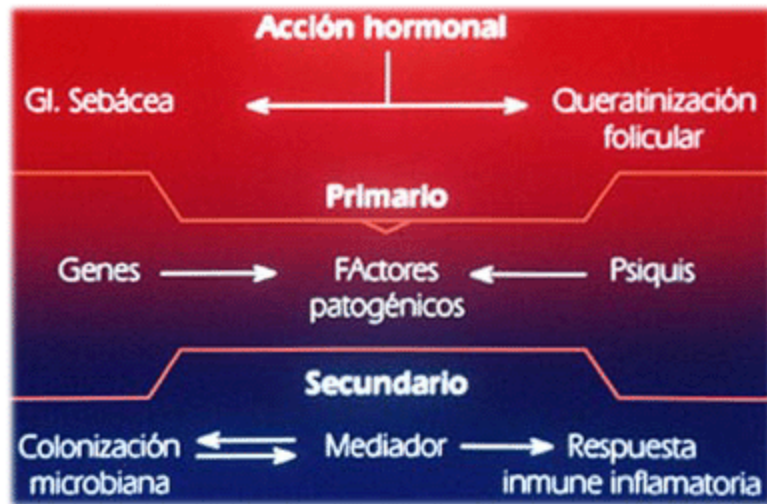 Acción hormonal
Gl. Sebácea
Queratinización
folicular
Primario
Genes
FActores
patogénicos
Psiquis
Secundario
Colonización
microbiana
Mediador
Respuesta
inmune inflamatoria